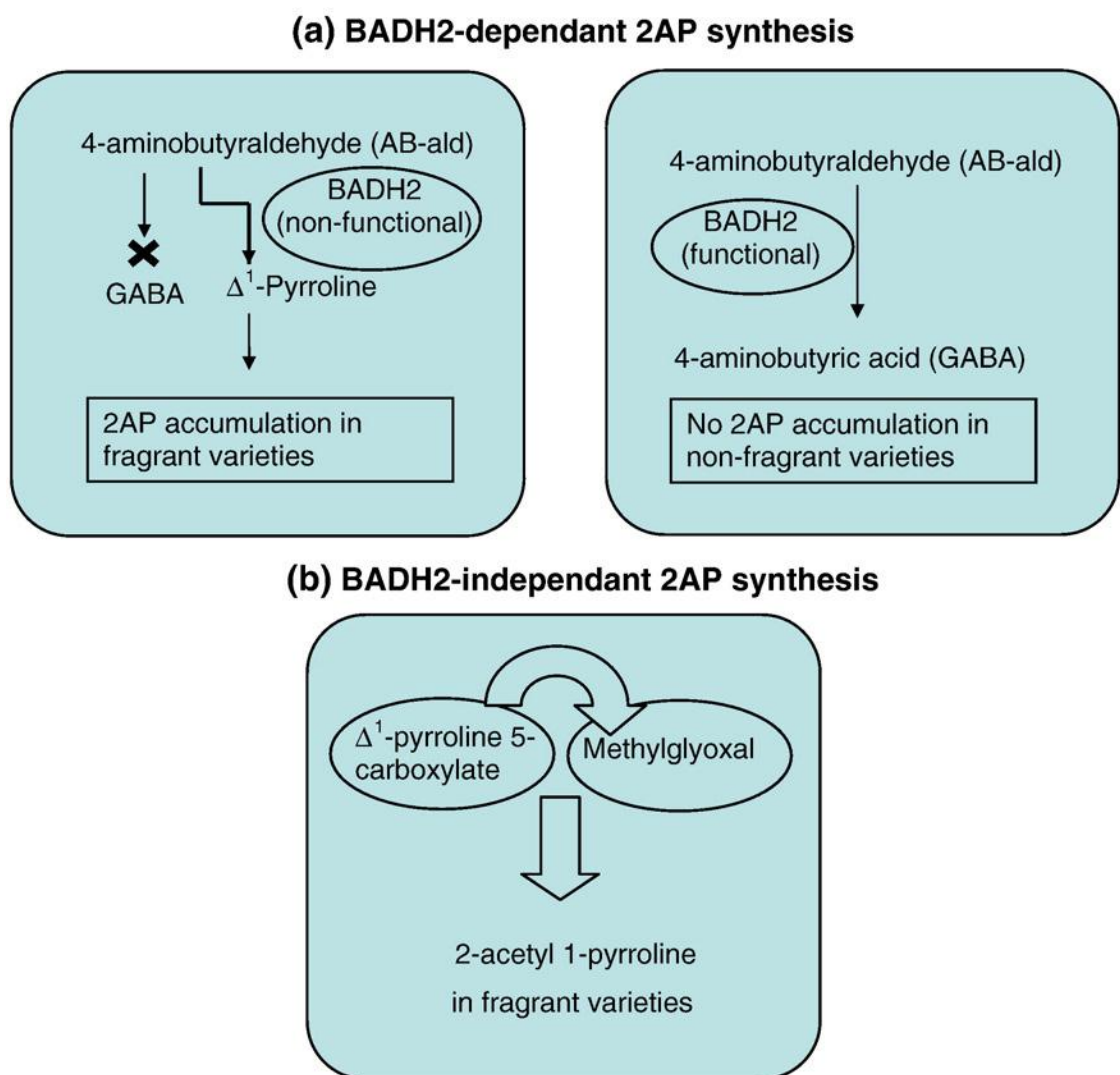 (a) BADH2-dependant 2AP synthesis
4-aminobutyraldehyde (AB-ald)
BADH2
(non-functional)
GABA
Δ¹-Pyrroline
2AP accumulation in
fragrant varieties
4-aminobutyraldehyde (AB-ald)
BADH2
(functional)
4-aminobutyric acid (GABA)
No 2AP accumulation in
non-fragrant varieties
(b) BADH2-independant 2AP synthesis
Δ¹-pyrroline 5-
carboxylate
Methylglyoxal
2-acetyl 1-pyrroline
in fragrant varieties